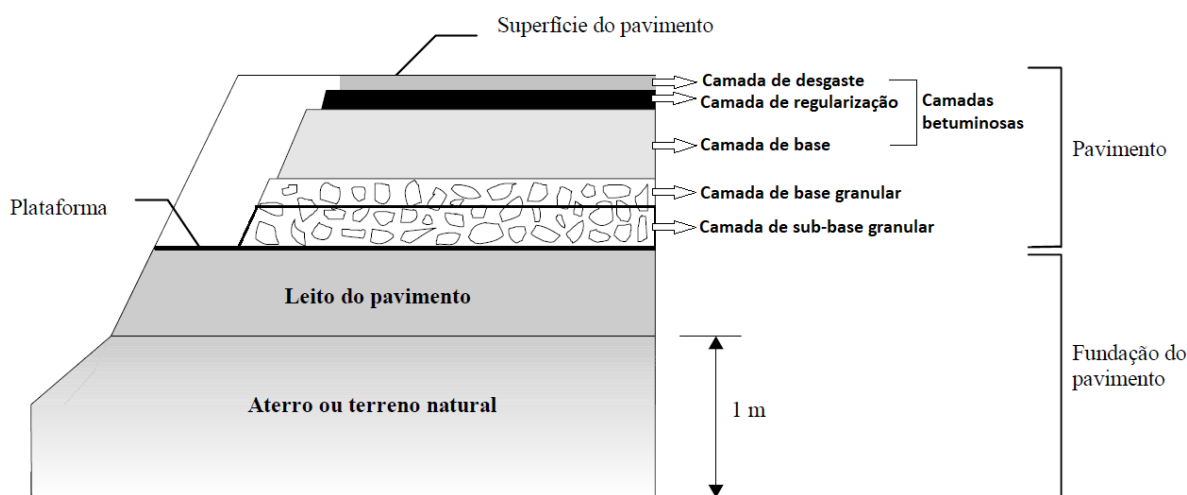 Superfície do pavimento
Camada de desgaste
Camada de regularização
Camadas
betuminosas
Camada de base
Pavimento
Camada de base granular
Plataforma
Camada de sub-base granular
Leito do pavimento
Fundação do
pavimento
Aterro ou terreno natural
1 m